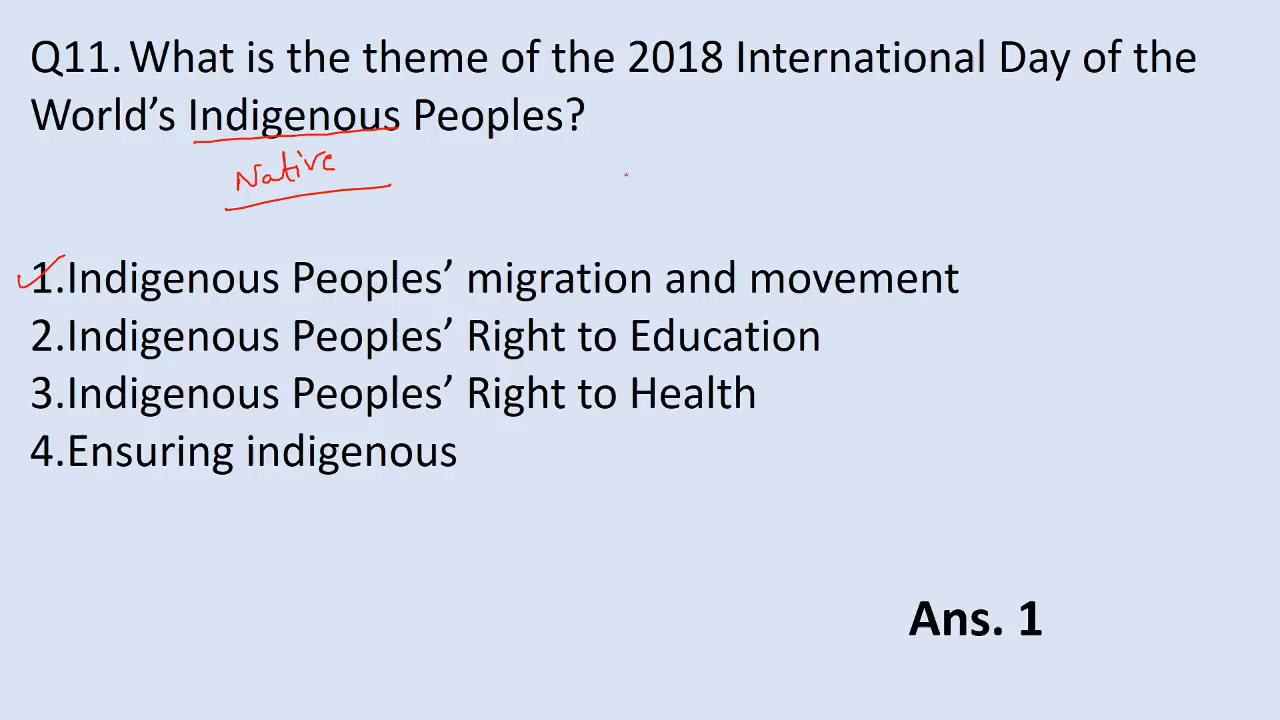 Q11. What is the theme of the 2018 International Day of the
World’s Indigenous Peoples?
Native
1.Indigenous Peoples’ migration and movement
2.Indigenous Peoples’ Right to Education
3.Indigenous Peoples’ Right to Health
4.Ensuring indigenous
Ans. 1